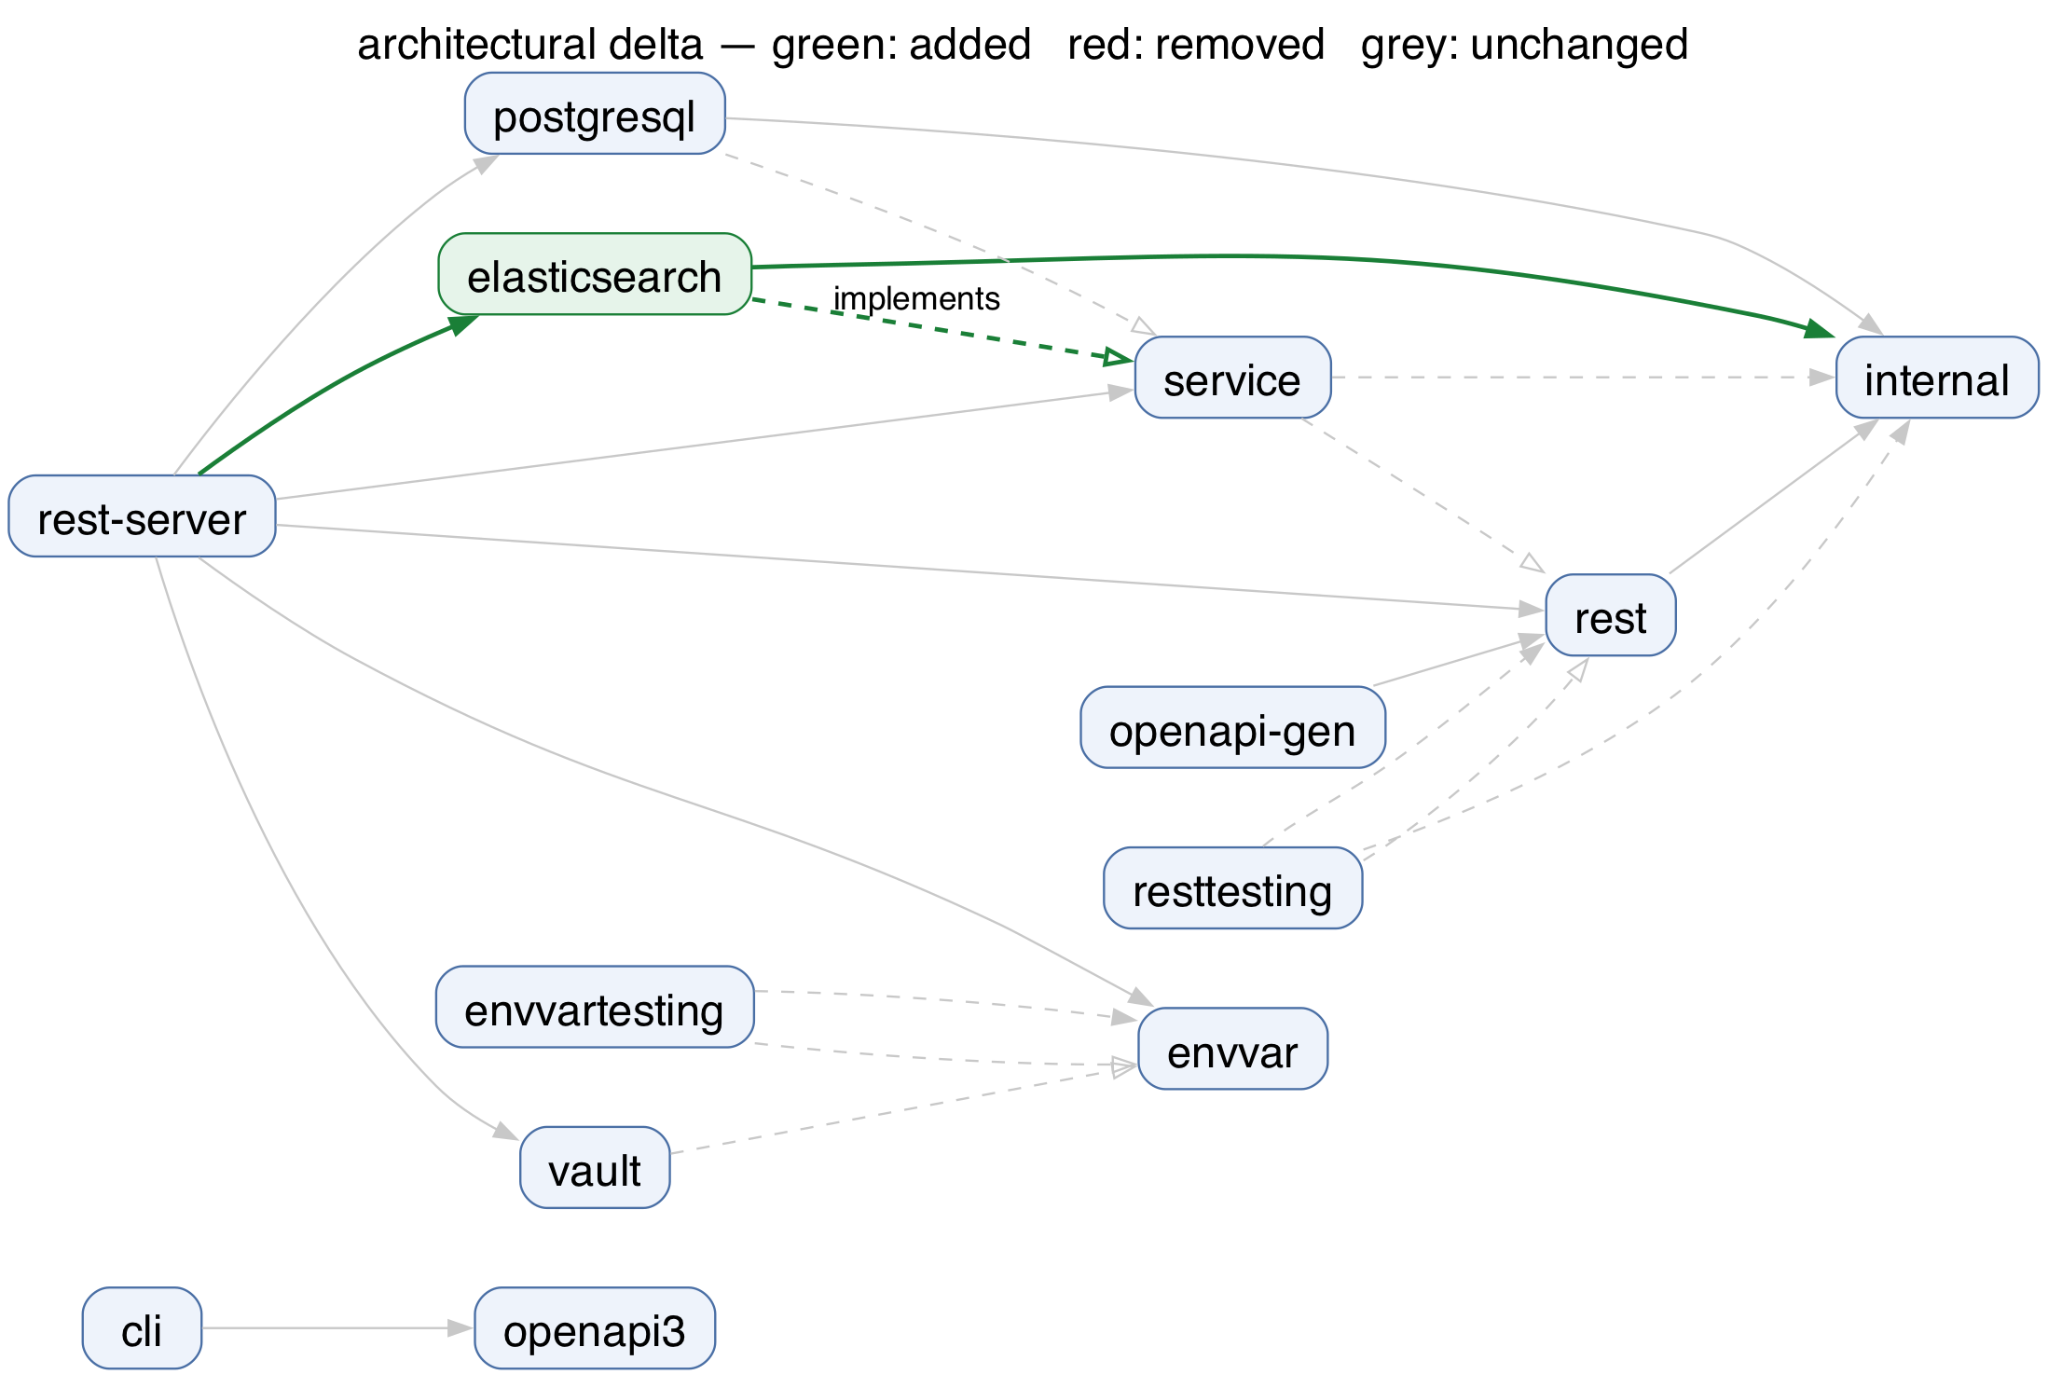 architectural delta — green: added   red: removed   grey: unchanged
postgresql
elasticsearch
implements
service
internal
rest-server
rest
openapi-gen
resttesting
envvartesting
envvar
vault
cli
openapi3